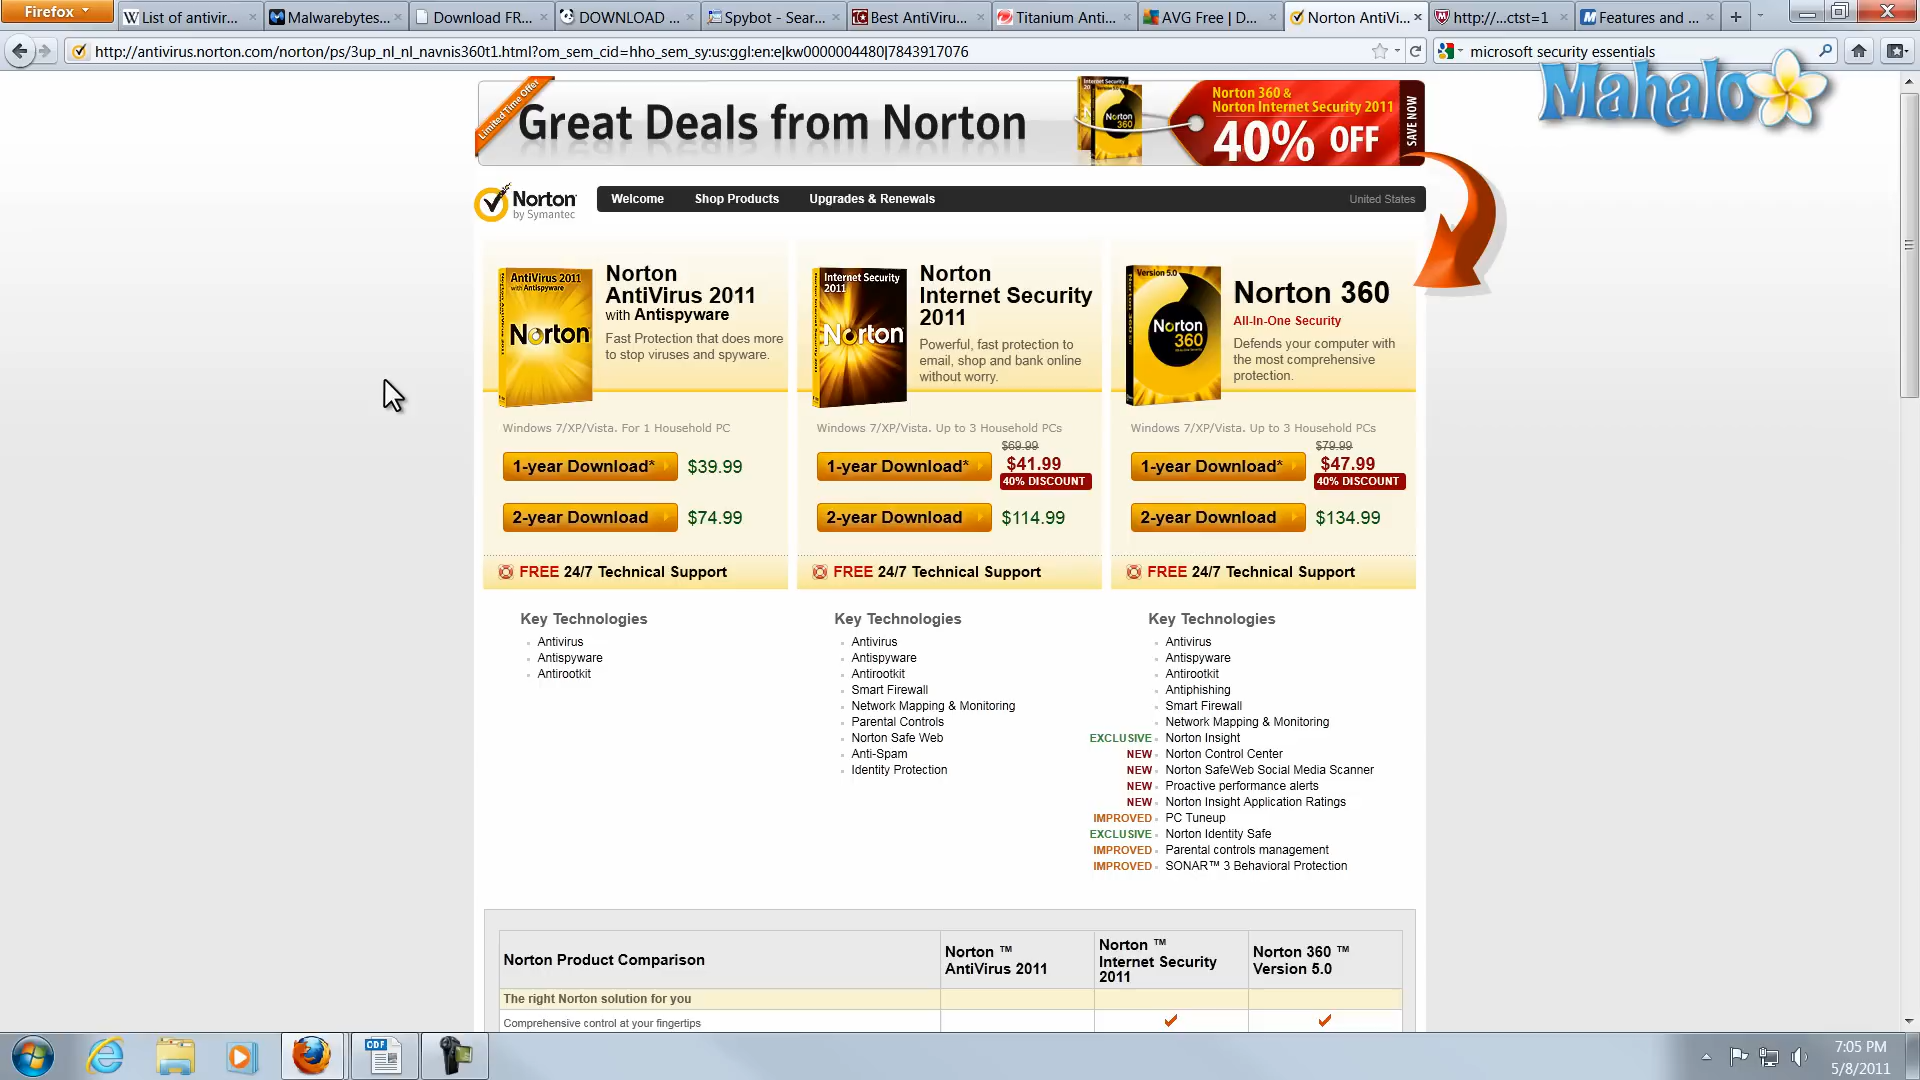 Firefox
List of antivir...
Malwarebytes...
Download FR...
DOWNLOAD ...
Spybot - Sear...
Best AntiViru...
Titanium Anti...
AVG Free | D...
Norton AntiVi...
http://...ctst=1
Features and ...
http://antivirus.norton.com/norton/ps/3up_nl_nl_navnis360t1.html?om_sem_cid=hho_sem_sy:us:ggl:en:e|kw0000004480|7843917076
microsoft security essentials
Mahalo
Limited Time Offer
Great Deals from Norton
Norton 360 &
Norton Internet Security 2011
40% OFF
SAVE NOW
Norton
by Symantec
Welcome
Shop Products
Upgrades & Renewals
United States
AntiVirus 2011
with Antispyware
Norton
Norton
AntiVirus 2011
with Antispyware
Fast Protection that does more
to stop viruses and spyware.
Windows 7/XP/Vista. For 1 Household PC
1-year Download* $39.99
2-year Download $74.99
FREE 24/7 Technical Support
Key Technologies
Antivirus
Antispyware
Antirootkit
Internet Security
2011
Norton
Norton
Internet Security
2011
Powerful, fast protection to
email, shop and bank online
without worry.
Windows 7/XP/Vista. Up to 3 Household PCs
$69.99
1-year Download* $41.99
40% DISCOUNT
2-year Download $114.99
FREE 24/7 Technical Support
Key Technologies
Antivirus
Antispyware
Antirootkit
Smart Firewall
Network Mapping & Monitoring
Parental Controls
Norton Safe Web
Anti-Spam
Identity Protection
Version 5.0
Norton 360
Norton
360
Norton 360
All-In-One Security
Defends your computer with
the most comprehensive
protection.
Windows 7/XP/Vista. Up to 3 Household PCs
$79.99
1-year Download* $47.99
40% DISCOUNT
2-year Download $134.99
FREE 24/7 Technical Support
Key Technologies
Antivirus
Antispyware
Antirootkit
Antiphishing
Smart Firewall
Network Mapping & Monitoring
EXCLUSIVE Norton Insight
NEW Norton Control Center
NEW Norton SafeWeb Social Media Scanner
NEW Proactive performance alerts
NEW Norton Insight Application Ratings
IMPROVED PC Tuneup
EXCLUSIVE Norton Identity Safe
IMPROVED Parental controls management
IMPROVED SONAR™ 3 Behavioral Protection
Norton Product Comparison
Norton ™
AntiVirus 2011
Norton ™
Internet Security
2011
Norton 360 ™
Version 5.0
The right Norton solution for you
Comprehensive control at your fingertips
ODF
7:05 PM
5/8/2011